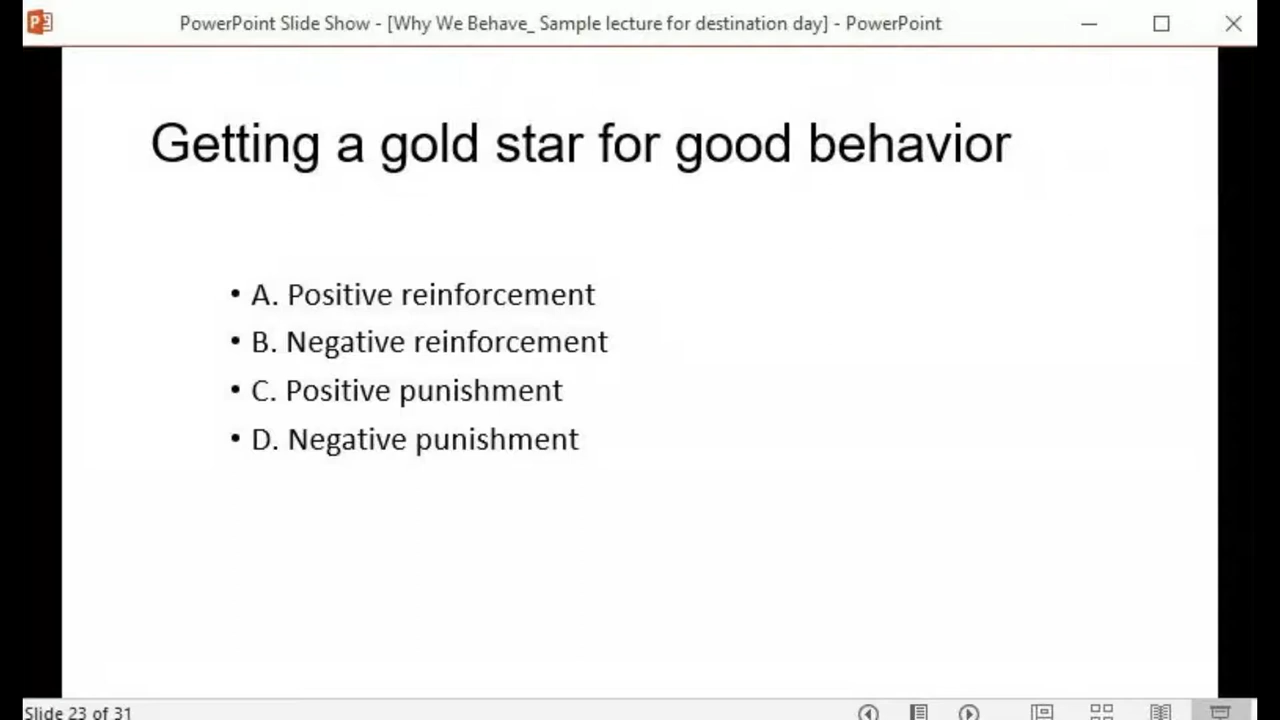 PowerPoint Slide Show - [Why We Behave_ Sample lecture for destination day] - PowerPoint
Getting a gold star for good behavior
• A. Positive reinforcement
• B. Negative reinforcement
• C. Positive punishment
• D. Negative punishment
Slide 23 of 31